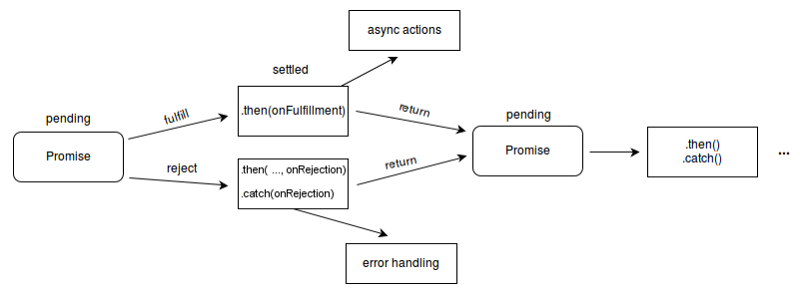 async actions
settled
pending
fulfill
.then(onFulfillment)
return
pending
Promise
reject
.then( ..., onRejection)
.catch(onRejection)
return
Promise
.then()
.catch()
...
error handling